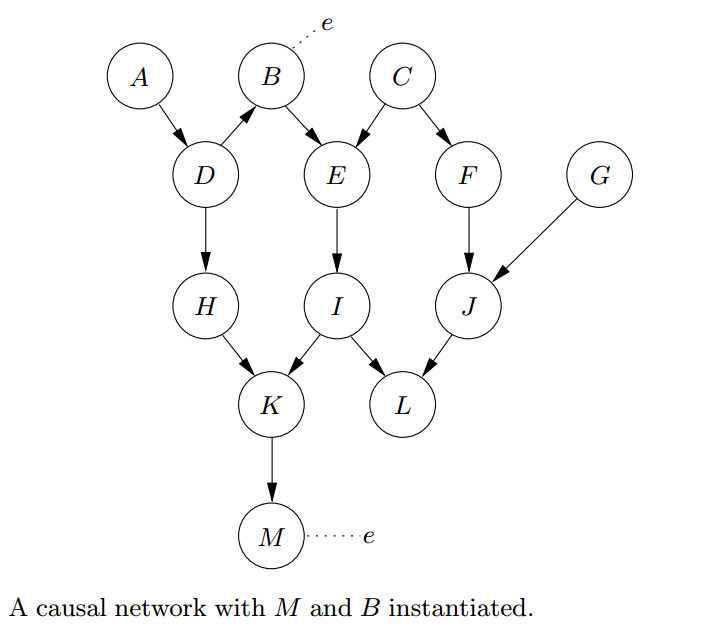 e
A B C
D E F G
H I J
K L
M e
A causal network with M and B instantiated.